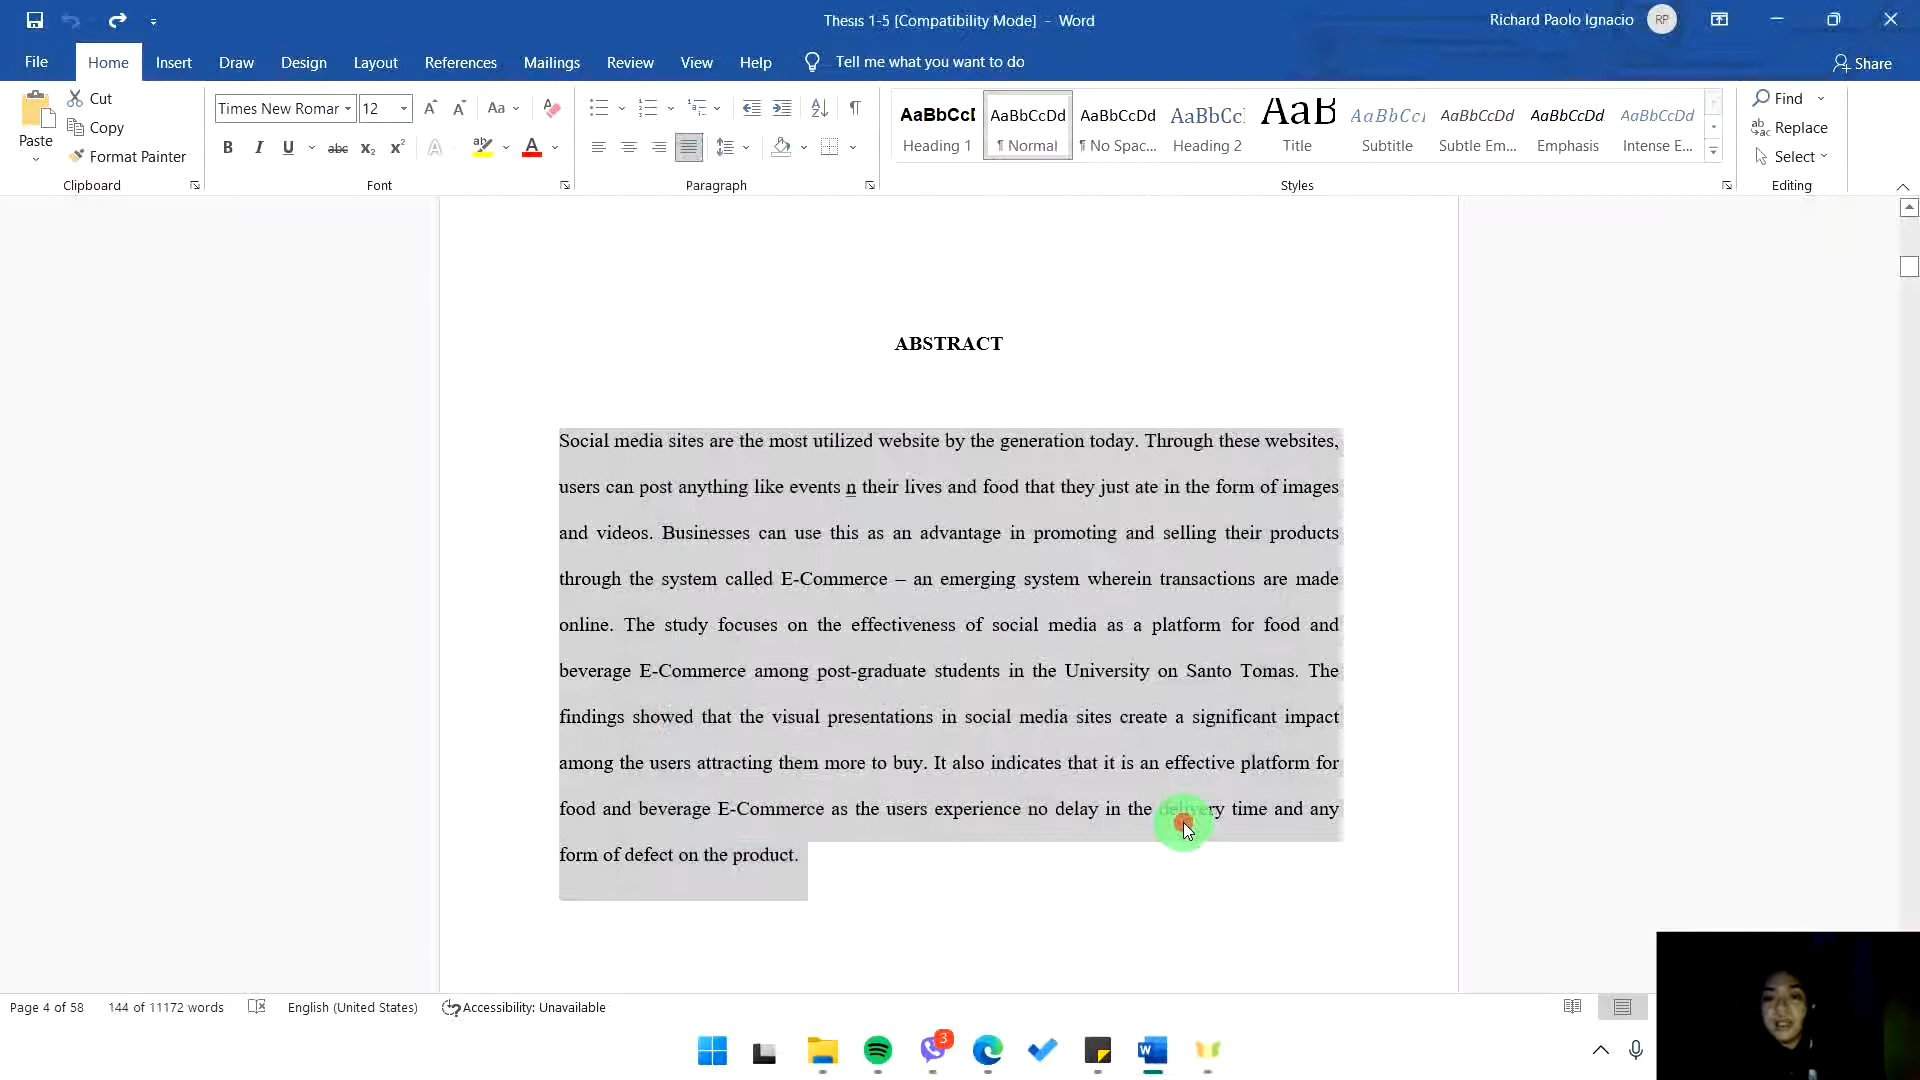 Thesis 1-5 [Compatibility Mode] - Word
Richard Paolo Ignacio RP
File Home Insert Draw Design Layout References Mailings Review View Help Tell me what you want to do Share
Paste Cut Copy Format Painter
Clipboard
Times New Roman 12 Aa
B I U abc x₂ x² A ab A
Font
Paragraph
AaBbCcD AaBbCcDd AaBbCcDd AaBbCc AaB AaBbCc AaBbCcDd AaBbCcDd AaBbCcDd
Heading 1 ¶ Normal ¶ No Spac... Heading 2 Title Subtitle Subtle Em... Emphasis Intense E...
Styles
Find
Replace
Select
Editing
ABSTRACT
Social media sites are the most utilized website by the generation today. Through these websites,
users can post anything like events n their lives and food that they just ate in the form of images
and videos. Businesses can use this as an advantage in promoting and selling their products
through the system called E-Commerce – an emerging system wherein transactions are made
online. The study focuses on the effectiveness of social media as a platform for food and
beverage E-Commerce among post-graduate students in the University on Santo Tomas. The
findings showed that the visual presentations in social media sites create a significant impact
among the users attracting them more to buy. It also indicates that it is an effective platform for
food and beverage E-Commerce as the users experience no delay in the delivery time and any
form of defect on the product.
Page 4 of 58 144 of 11172 words English (United States) Accessibility: Unavailable
3